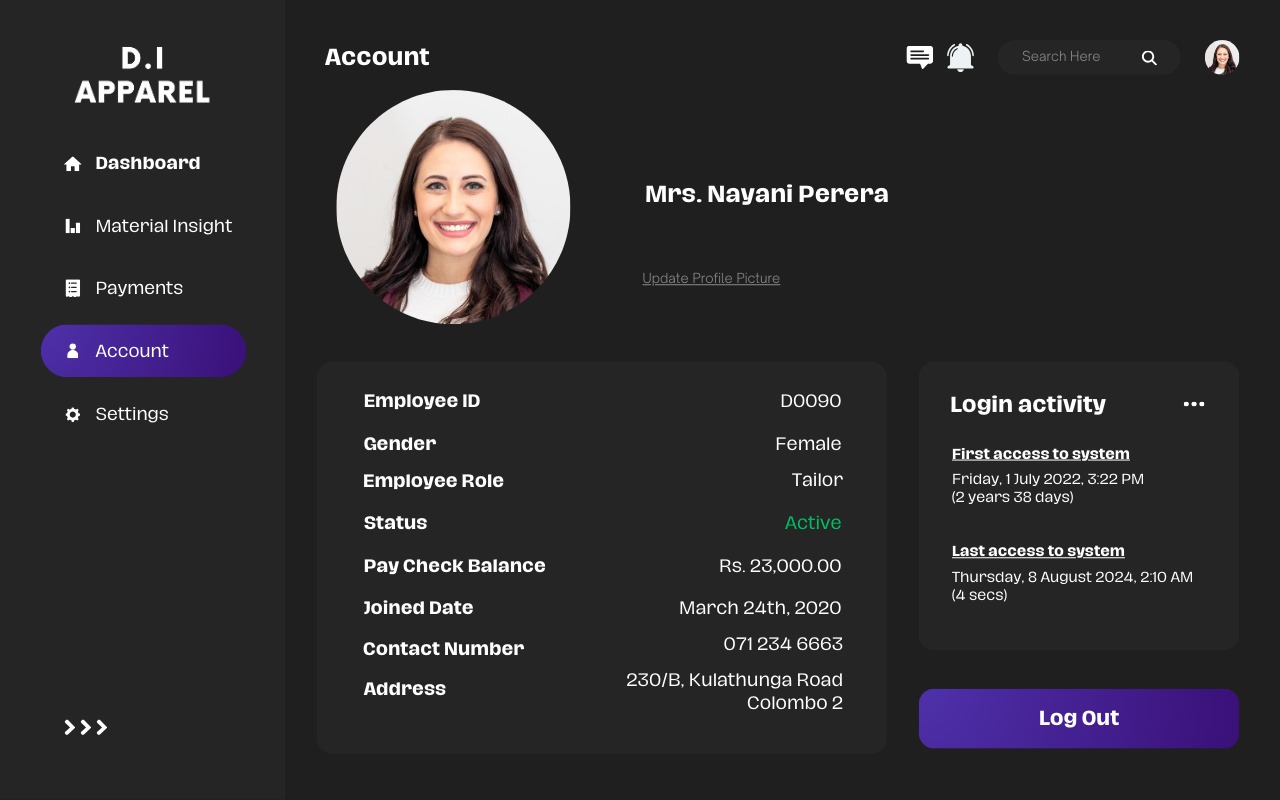 D.I
APPAREL
Dashboard
Material Insight
Payments
Account
Settings
Account
Search Here
Mrs. Nayani Perera
Update Profile Picture
Employee ID D0090
Gender Female
Employee Role Tailor
Status Active
Pay Check Balance Rs. 23,000.00
Joined Date March 24th, 2020
Contact Number 071 234 6663
Address 230/B, Kulathunga Road
Colombo 2
Login activity
First access to system
Friday, 1 July 2022, 3:22 PM
(2 years 38 days)
Last access to system
Thursday, 8 August 2024, 2:10 AM
(4 secs)
Log Out